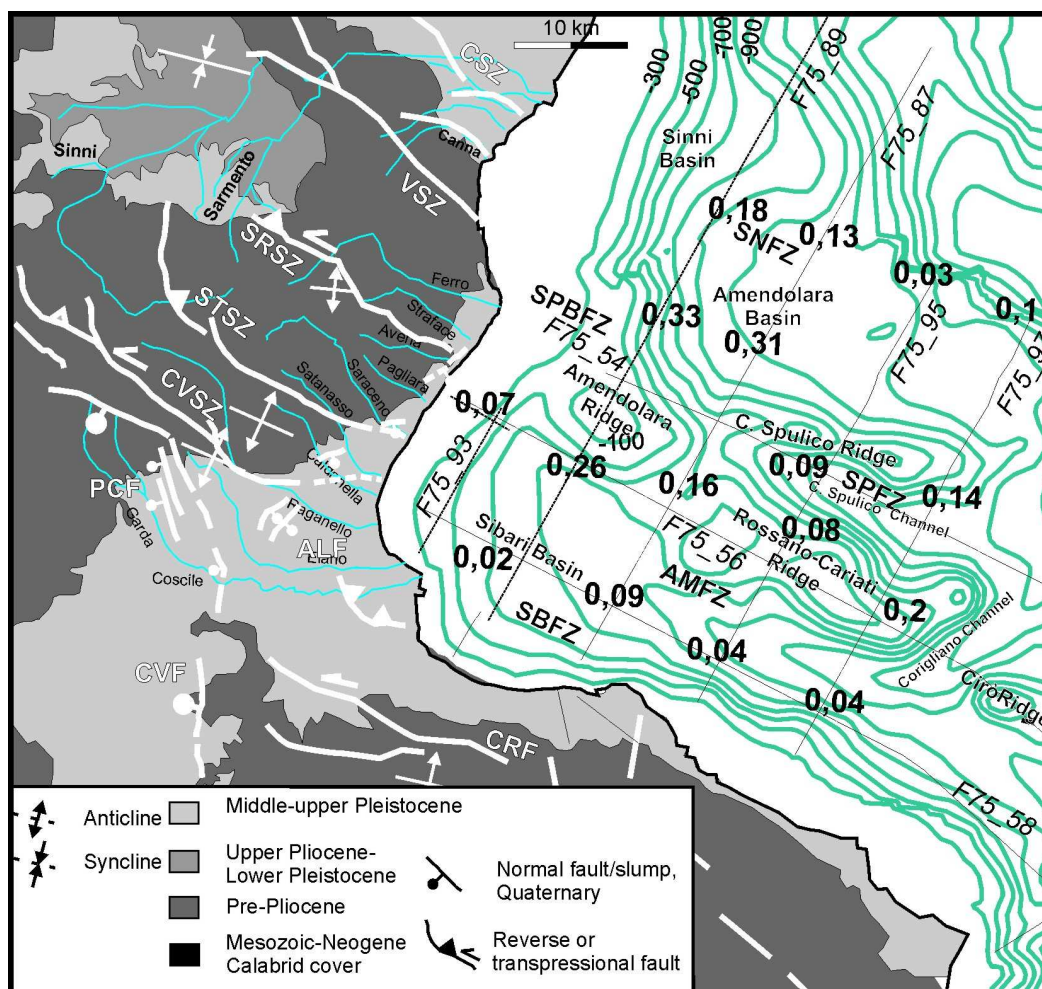 10 km
-300
-500
-700
-900
F75_89
F75_87
CSZ
Canna
Sinni
Basin
Sinni
Sarmento
VSZ
0,18
SNFZ
0,13
SRSZ
Ferro
0,03
SPBFZ
Amendolara
Basin
0,33
0,1
Straface
STSZ
F75_54
0,31
F75_95
F75_97
Avena
Pagliara
Saraceno
Satanasso
CVSZ
0,07
Amendolara
Ridge
-100
C. Spulico Ridge
F75_93
0,26
0,09
SPFZ
0,14
0,16
C. Spulico Channel
PCF
Caldanella
0,08
Garda
Raganello
ALF
F75_56
Rossano-Cariati
Ridge
Sibari Basin
Coscile
0,02
AMFZ
0,09
0,2
SBFZ
0,04
Corigliano Channel
CVF
0,04
CiròRidge
CRF
F75_58
Anticline
Middle-upper Pleistocene
Syncline
Upper Pliocene-
Lower Pleistocene
Normal fault/slump,
Quaternary
Pre-Pliocene
Mesozoic-Neogene
Calabrid cover
Reverse or
transpressional fault